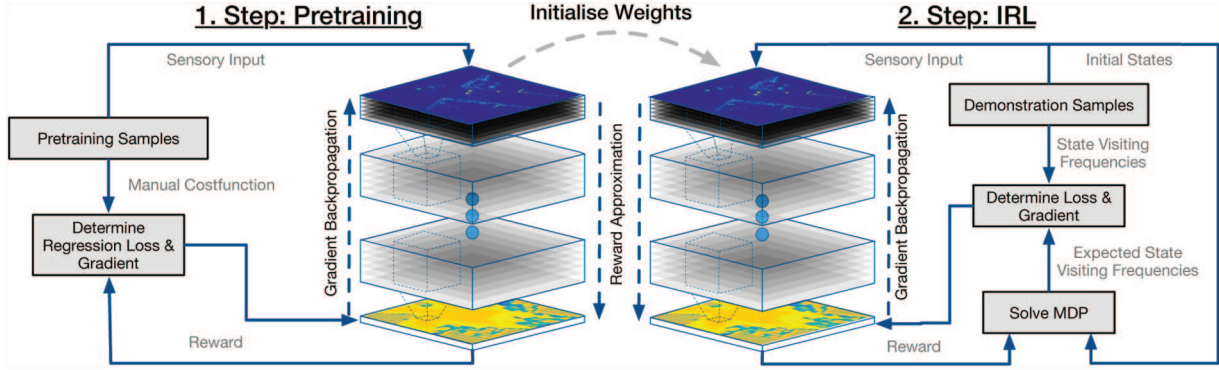 1. Step: Pretraining
Initialise Weights
2. Step: IRL
Sensory Input
Pretraining Samples
Manual Costfunction
Determine
Regression Loss &
Gradient
Reward
Gradient Backpropagation
Reward Approximation
Sensory Input
Initial States
Demonstration Samples
State Visiting
Frequencies
Determine Loss &
Gradient
Expected State
Visiting Frequencies
Solve MDP
Reward
Gradient Backpropagation